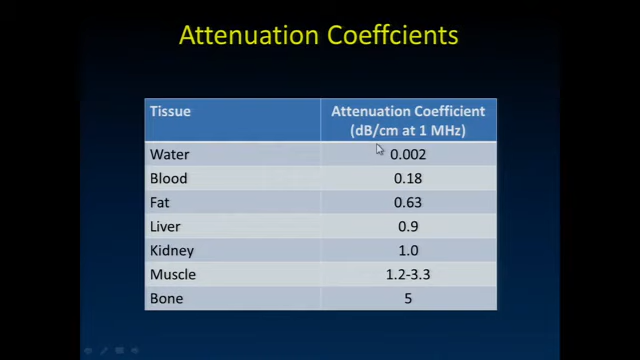 Attenuation Coeffcients
Tissue
Attenuation Coefficient
(dB/cm at 1 MHz)
Water 0.002
Blood 0.18
Fat 0.63
Liver 0.9
Kidney 1.0
Muscle 1.2-3.3
Bone 5